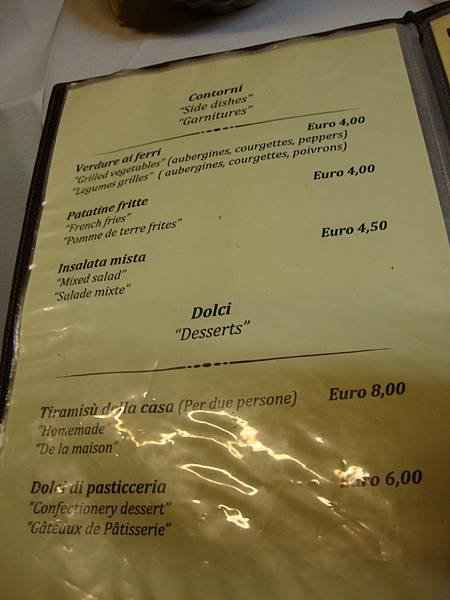 Contorni
"Side dishes"
"Garnitures"
Verdure ai ferri Euro 4,00
"Grilled vegetables" (aubergines, courgettes, peppers)
"Legumes grilles" ( aubergines, courgettes, poivrons)
Patatine fritte Euro 4,00
"French fries"
"Pomme de terre frites"
Insalata mista Euro 4,50
"Mixed salad"
"Salade mixte"
Dolci
"Desserts"
Tiramisù della casa (Per due persone) Euro 8,00
"Homemade"
"De la maison"
Dolci di pasticceria Euro 6,00
"Confectionery dessert"
"Gâteaux de Pâtisserie"